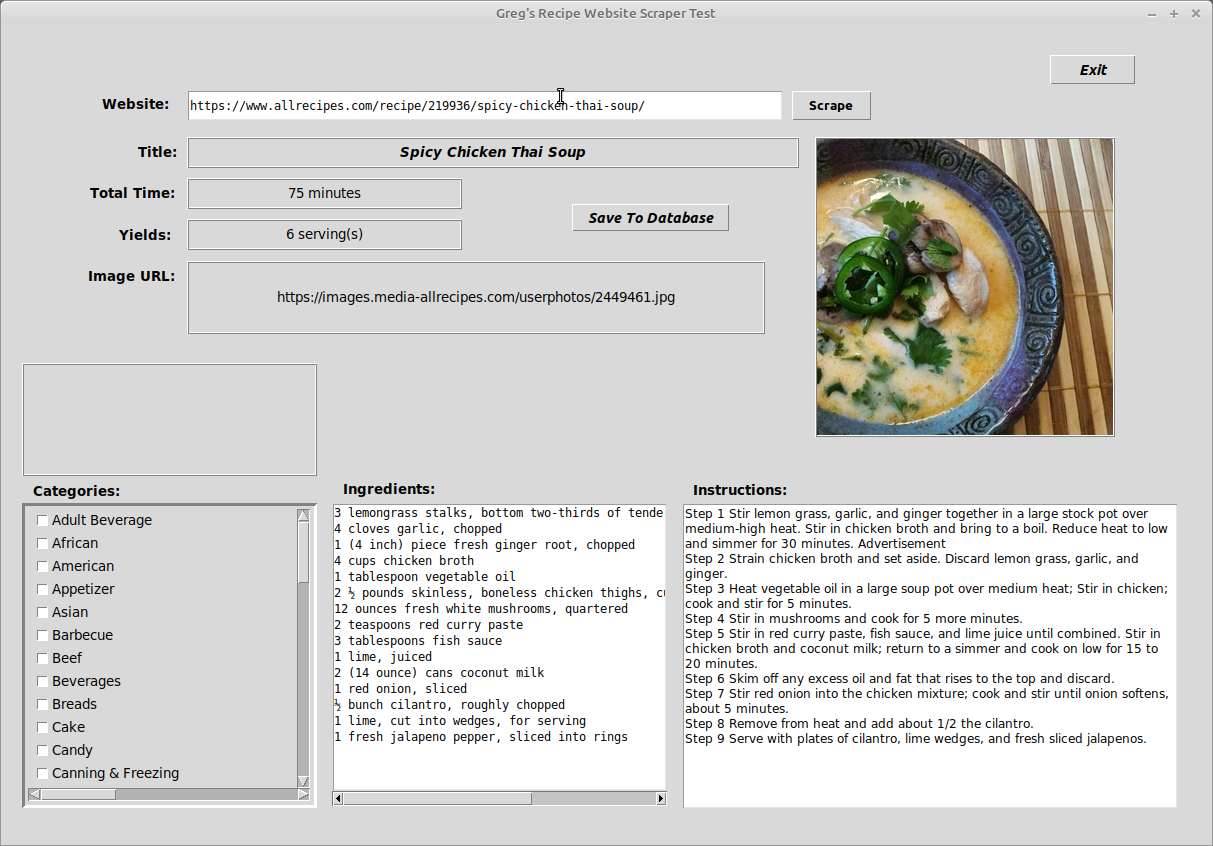 Greg's Recipe Website Scraper Test
Exit
Website:
https://www.allrecipes.com/recipe/219936/spicy-chicken-thai-soup/
Scrape
Title:
Spicy Chicken Thai Soup
Total Time:
75 minutes
Save To Database
Yields:
6 serving(s)
Image URL:
https://images.media-allrecipes.com/userphotos/2449461.jpg
Categories:
Adult Beverage
African
American
Appetizer
Asian
Barbecue
Beef
Beverages
Breads
Cake
Candy
Canning & Freezing
Ingredients:
3 lemongrass stalks, bottom two-thirds of tende
4 cloves garlic, chopped
1 (4 inch) piece fresh ginger root, chopped
4 cups chicken broth
1 tablespoon vegetable oil
2 ½ pounds skinless, boneless chicken thighs, cu
12 ounces fresh white mushrooms, quartered
2 teaspoons red curry paste
3 tablespoons fish sauce
1 lime, juiced
2 (14 ounce) cans coconut milk
1 red onion, sliced
½ bunch cilantro, roughly chopped
1 lime, cut into wedges, for serving
1 fresh jalapeno pepper, sliced into rings
Instructions:
Step 1 Stir lemon grass, garlic, and ginger together in a large stock pot over
medium-high heat. Stir in chicken broth and bring to a boil. Reduce heat to low
and simmer for 30 minutes. Advertisement
Step 2 Strain chicken broth and set aside. Discard lemon grass, garlic, and
ginger.
Step 3 Heat vegetable oil in a large soup pot over medium heat; Stir in chicken;
cook and stir for 5 minutes.
Step 4 Stir in mushrooms and cook for 5 more minutes.
Step 5 Stir in red curry paste, fish sauce, and lime juice until combined. Stir in
chicken broth and coconut milk; return to a simmer and cook on low for 15 to
20 minutes.
Step 6 Skim off any excess oil and fat that rises to the top and discard.
Step 7 Stir red onion into the chicken mixture; cook and stir until onion softens,
about 5 minutes.
Step 8 Remove from heat and add about 1/2 the cilantro.
Step 9 Serve with plates of cilantro, lime wedges, and fresh sliced jalapenos.